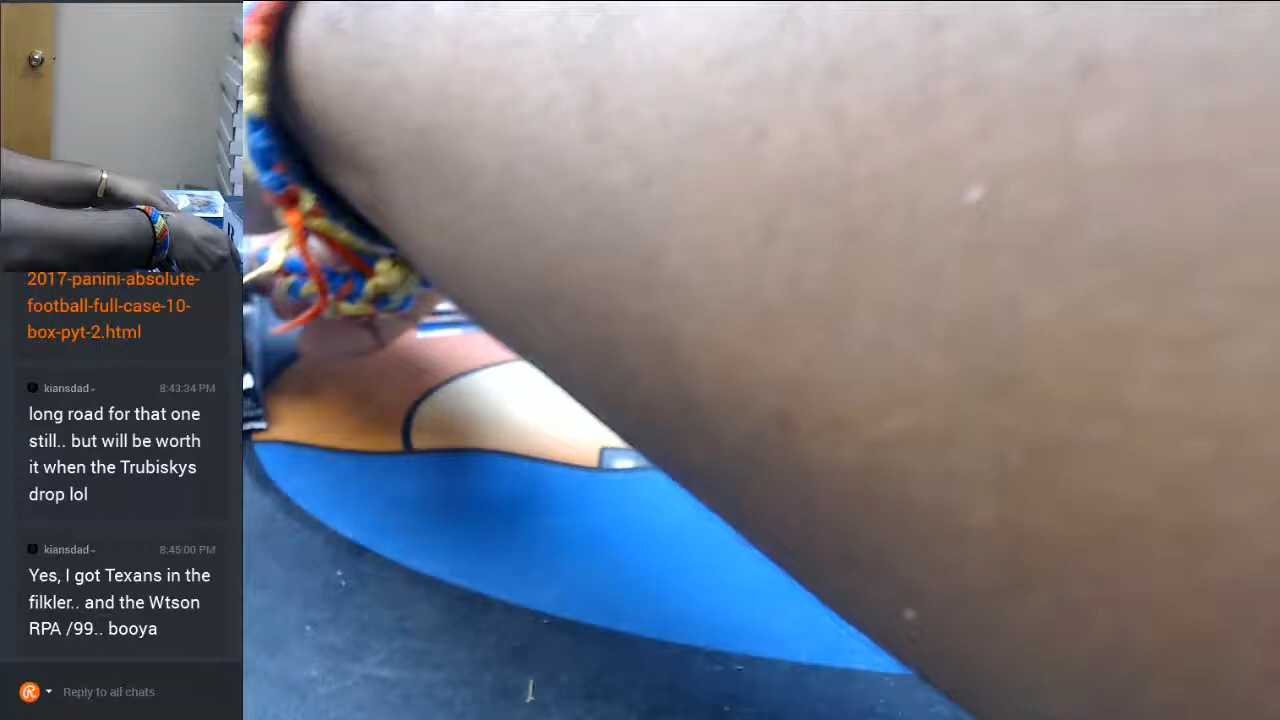 2017-panini-absolute-
football-full-case-10-
box-pyt-2.html
kiansdad 8:43:34 PM
long road for that one
still.. but will be worth
it when the Trubiskys
drop lol
kiansdad 8:45:00 PM
Yes, I got Texans in the
filkler.. and the Wtson
RPA /99.. booya
Reply to all chats